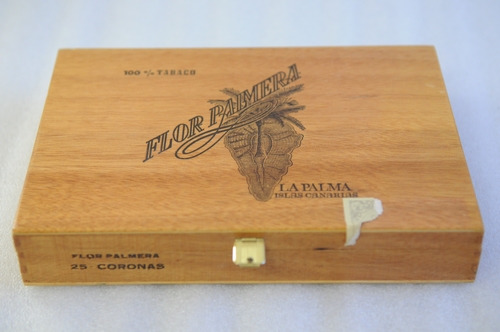 100 % TABACO
FLOR PALMERA
LA PALMA
ISLAS CANARIAS
FLOR PALMERA
25 CORONAS